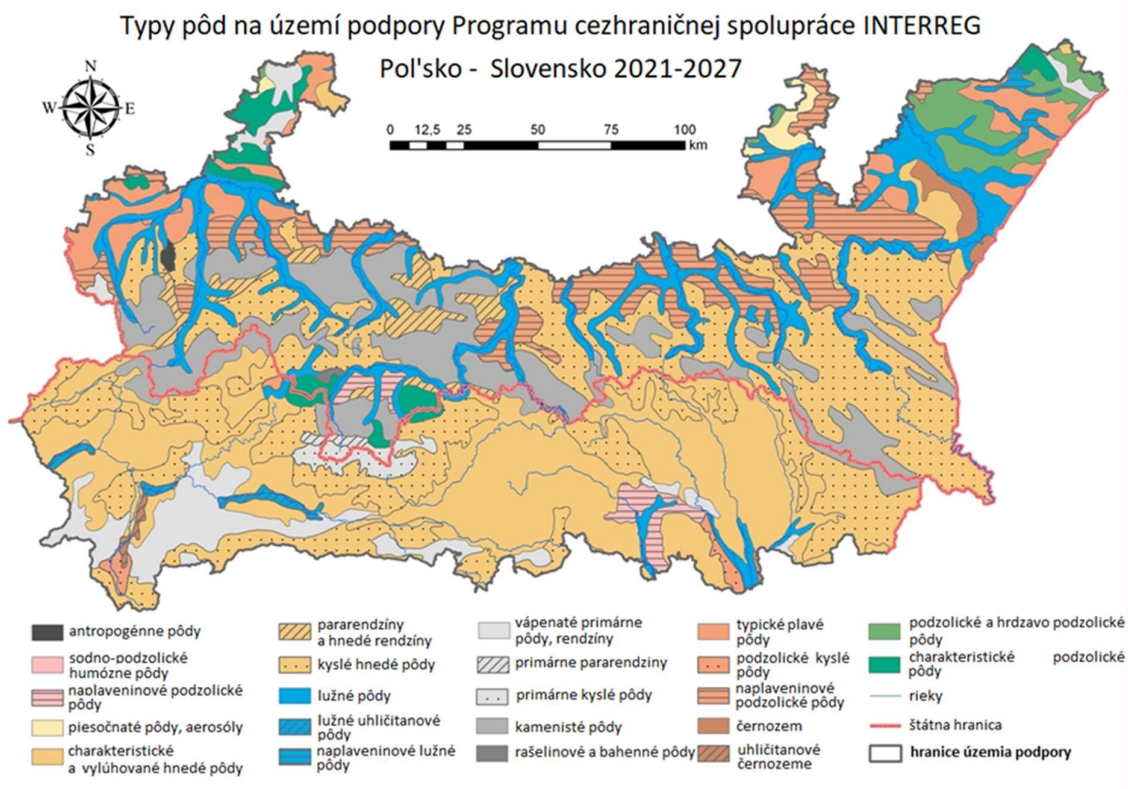 Typy pôd na území podpory Programu cezhraničnej spolupráce INTERREG
Pol'sko - Slovensko 2021-2027
N
W E
S
0 12,5 25 50 75 100
km
antropogénne pôdy
sodno-podzolické
humózne pôdy
naplaveninové podzolické
pôdy
piesočnaté pôdy, aerosóly
charakteristické
a vylúhované hnedé pôdy
pararendzíny
a hnedé rendzíny
kyslé hnedé pôdy
lužné pôdy
lužné uhličitanové
pôdy
naplaveninové lužné
pôdy
vápenaté primárne
pôdy, rendzíny
primárne pararendziny
primárne kyslé pôdy
kamenisté pôdy
rašelinové a bahenné pôdy
typické plavé
pôdy
podzolické kyslé
pôdy
naplaveninové
podzolické pôdy
černozem
uhličitanové
černozeme
podzolické a hrdzavo podzolické
pôdy
charakteristické podzolické
pôdy
rieky
štátna hranica
hranice územia podpory